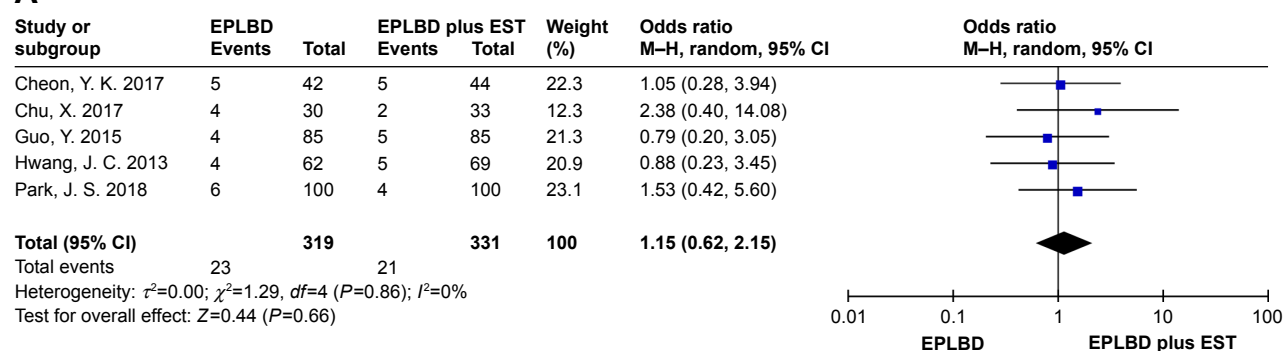 A
Study or EPLBD EPLBD plus EST Weight Odds ratio Odds ratio
subgroup Events Total Events Total (%) M–H, random, 95% CI M–H, random, 95% CI
Cheon, Y. K. 2017 5 42 5 44 22.3 1.05 (0.28, 3.94)
Chu, X. 2017 4 30 2 33 12.3 2.38 (0.40, 14.08)
Guo, Y. 2015 4 85 5 85 21.3 0.79 (0.20, 3.05)
Hwang, J. C. 2013 4 62 5 69 20.9 0.88 (0.23, 3.45)
Park, J. S. 2018 6 100 4 100 23.1 1.53 (0.42, 5.60)
Total (95% CI) 319 331 100 1.15 (0.62, 2.15)
Total events 23 21
Heterogeneity: τ²=0.00; χ²=1.29, df=4 (P=0.86); I²=0%
Test for overall effect: Z=0.44 (P=0.66)
0.01 0.1 1 10 100
EPLBD EPLBD plus EST